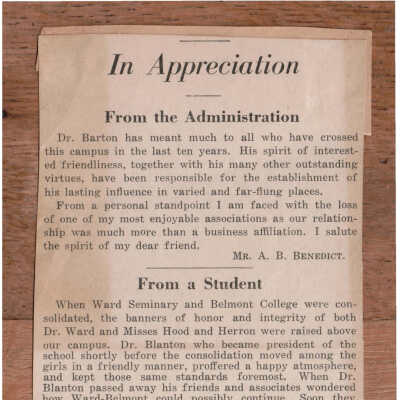 In Appreciation
From the Administration
Dr. Barton has meant much to all who have crossed
this campus in the last ten years. His spirit of interest-
ed friendliness, together with his many other outstanding
virtues, have been responsible for the establishment of
his lasting influence in varied and far-flung places.
From a personal standpoint I am faced with the loss
of one of my most enjoyable associations as our relation-
ship was much more than a business affiliation. I salute
the spirit of my dear friend.
Mr. A. B. Benedict.
From a Student
When Ward Seminary and Belmont College were con-
solidated, the banners of honor and integrity of both
Dr. Ward and Misses Hood and Herron were raised above
our campus. Dr. Blanton who became president of the
school shortly before the consolidation moved among the
girls in a friendly manner, proffered a happy atmosphere,
and kept those same standards foremost. When Dr.
Blanton passed away his friends and associates wondered
how Ward-Belmont could possibly continue. Soon they